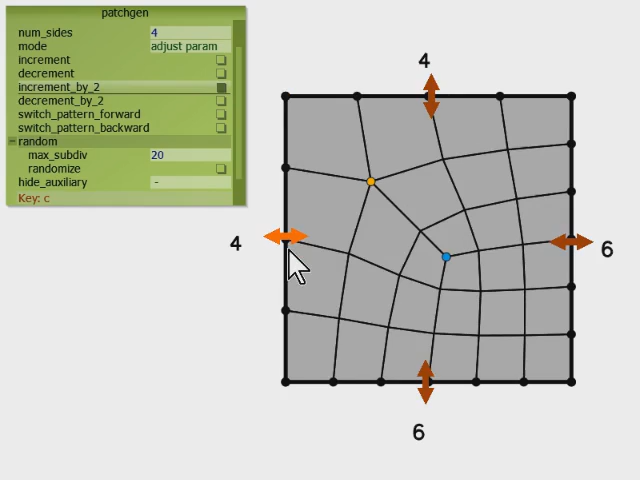 patchgen
num_sides 4
mode adjust param
increment
decrement
increment_by_2
decrement_by_2
switch_pattern_forward
switch_pattern_backward
random
max_subdiv 20
randomize
hide_auxiliary -
Key: c
4
4
6
6